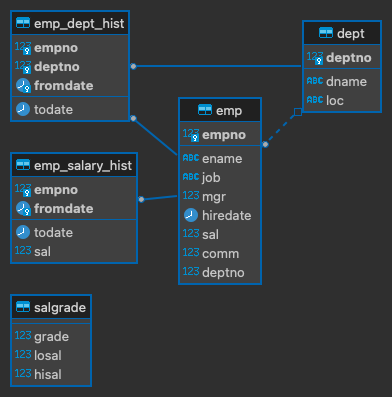 emp_dept_hist
123 empno
123 deptno
fromdate
todate
dept
123 deptno
ABC dname
ABC loc
emp
123 empno
ABC ename
ABC job
123 mgr
hiredate
123 sal
123 comm
123 deptno
emp_salary_hist
123 empno
fromdate
todate
123 sal
salgrade
123 grade
123 losal
123 hisal